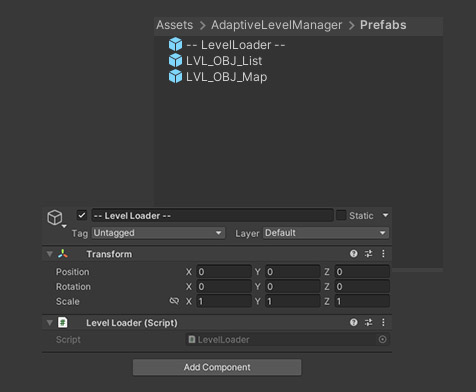 Assets > AdaptiveLevelManager > Prefabs
-- LevelLoader --
LVL_OBJ_List
LVL_OBJ_Map
-- Level Loader -- Static
Tag Untagged Layer Default
Transform
Position X 0 Y 0 Z 0
Rotation X 0 Y 0 Z 0
Scale X 1 Y 1 Z 1
# Level Loader (Script)
Script # LevelLoader
Add Component